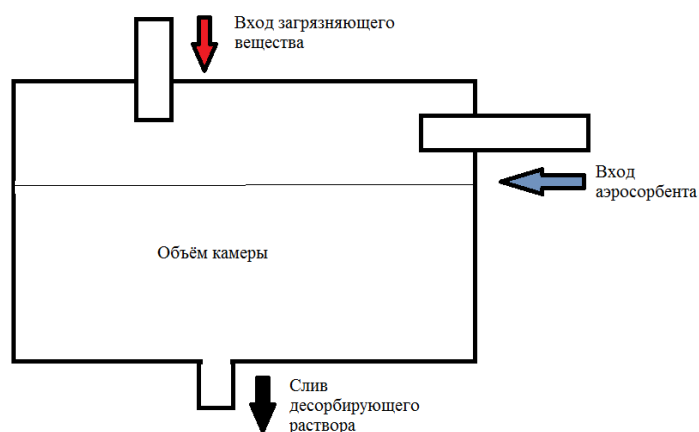 Вход загрязняющего
вещества
Вход
аэросорбента
Объём камеры
Слив
десорбирующего
раствора